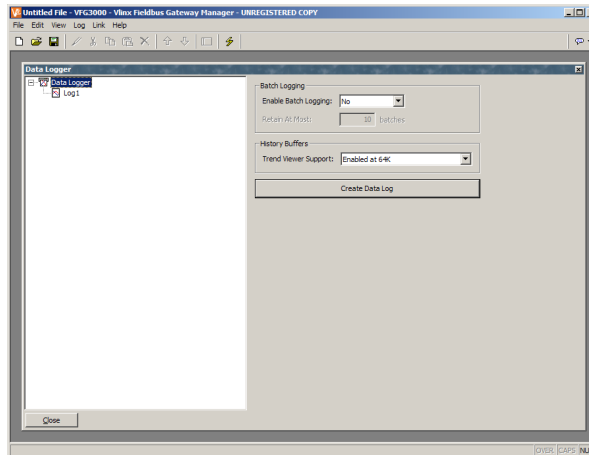 Untitled File - VFG3000 - Vlinx Fieldbus Gateway Manager - UNREGISTERED COPY
File Edit View Log Link Help
Data Logger
Data Logger
Log1
Batch Logging
Enable Batch Logging: No
Retain At Most: 10 batches
History Buffers
Trend Viewer Support: Enabled at 64K
Create Data Log
Close
OVER CAPS NU